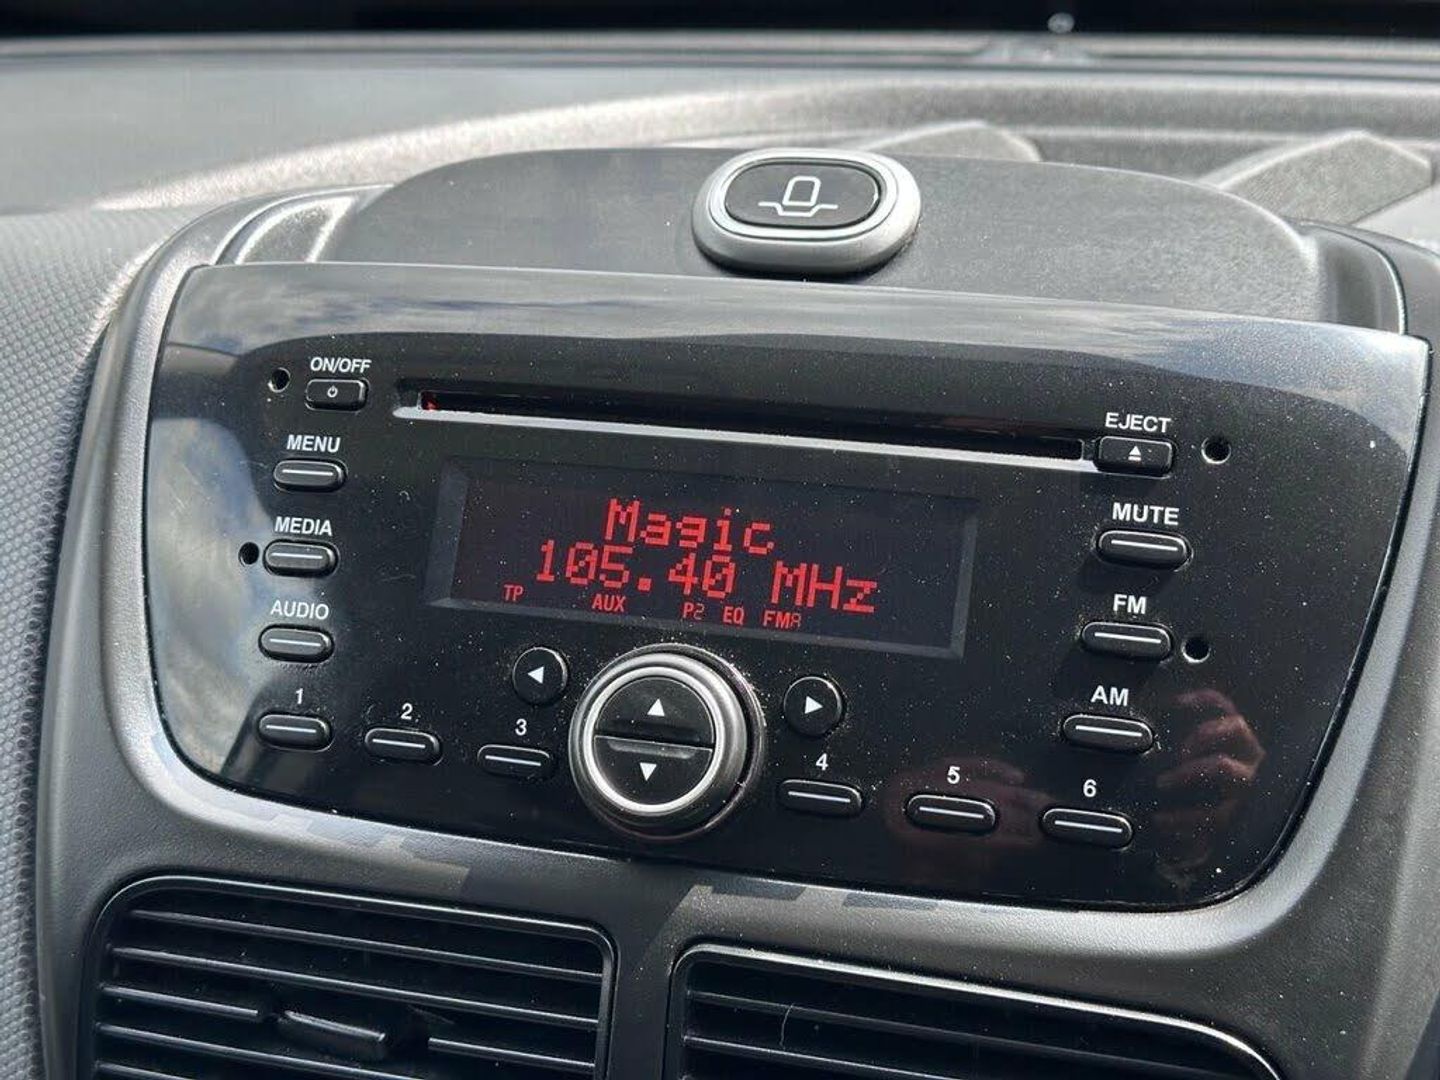 ON/OFF
EJECT
MENU
MUTE
MEDIA
Magic
105.40 MHz
TP AUX P2 EQ FMA
AUDIO
FM
AM
1
2
3
4
5
6